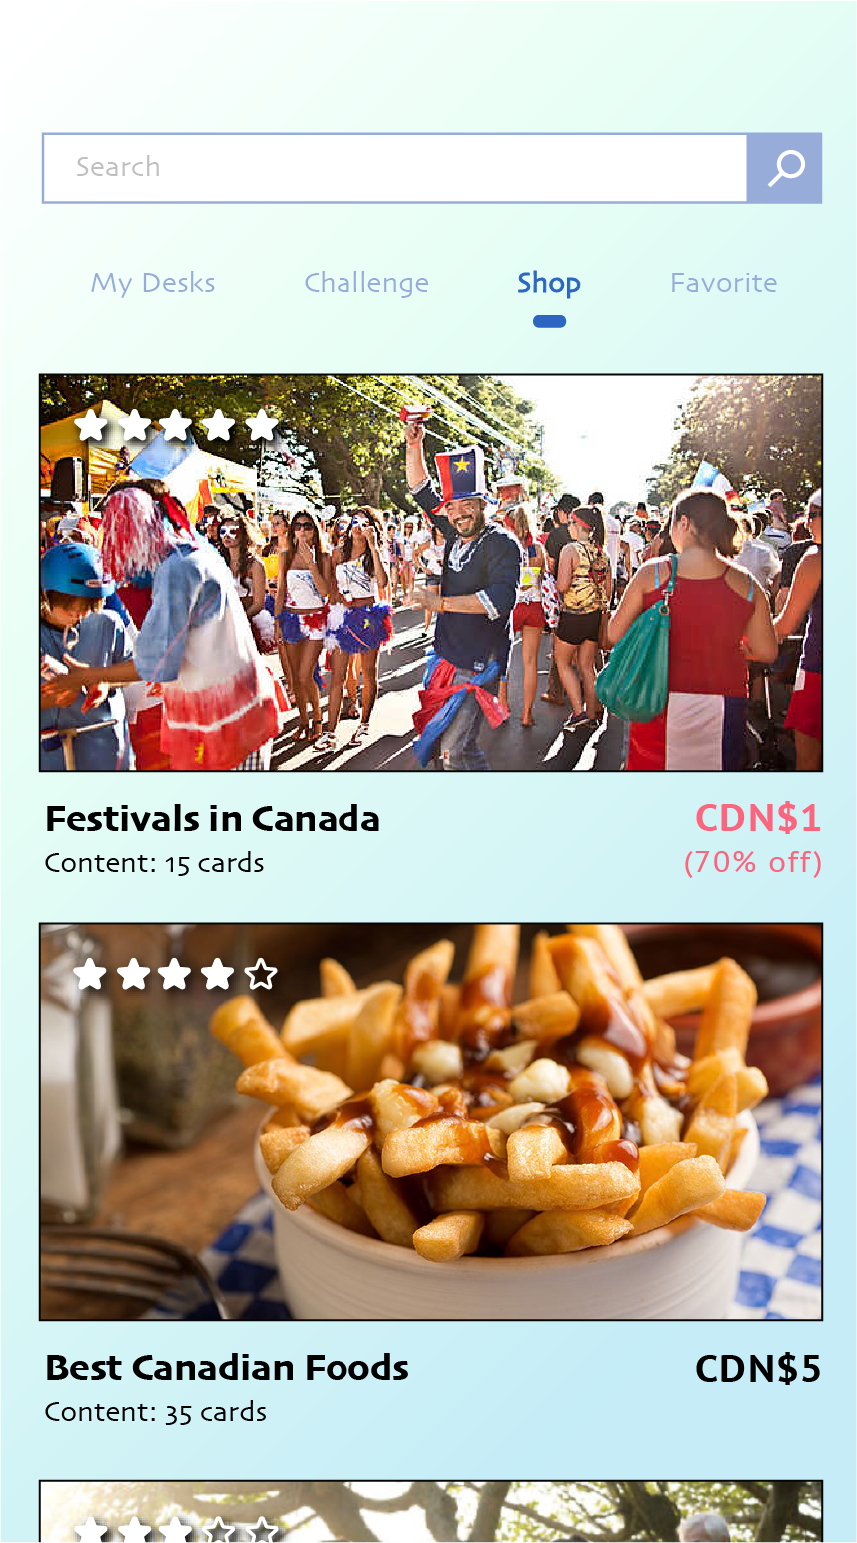 Search
My Desks Challenge Shop Favorite
Festivals in Canada CDN$1
Content: 15 cards (70% off)
Best Canadian Foods CDN$5
Content: 35 cards